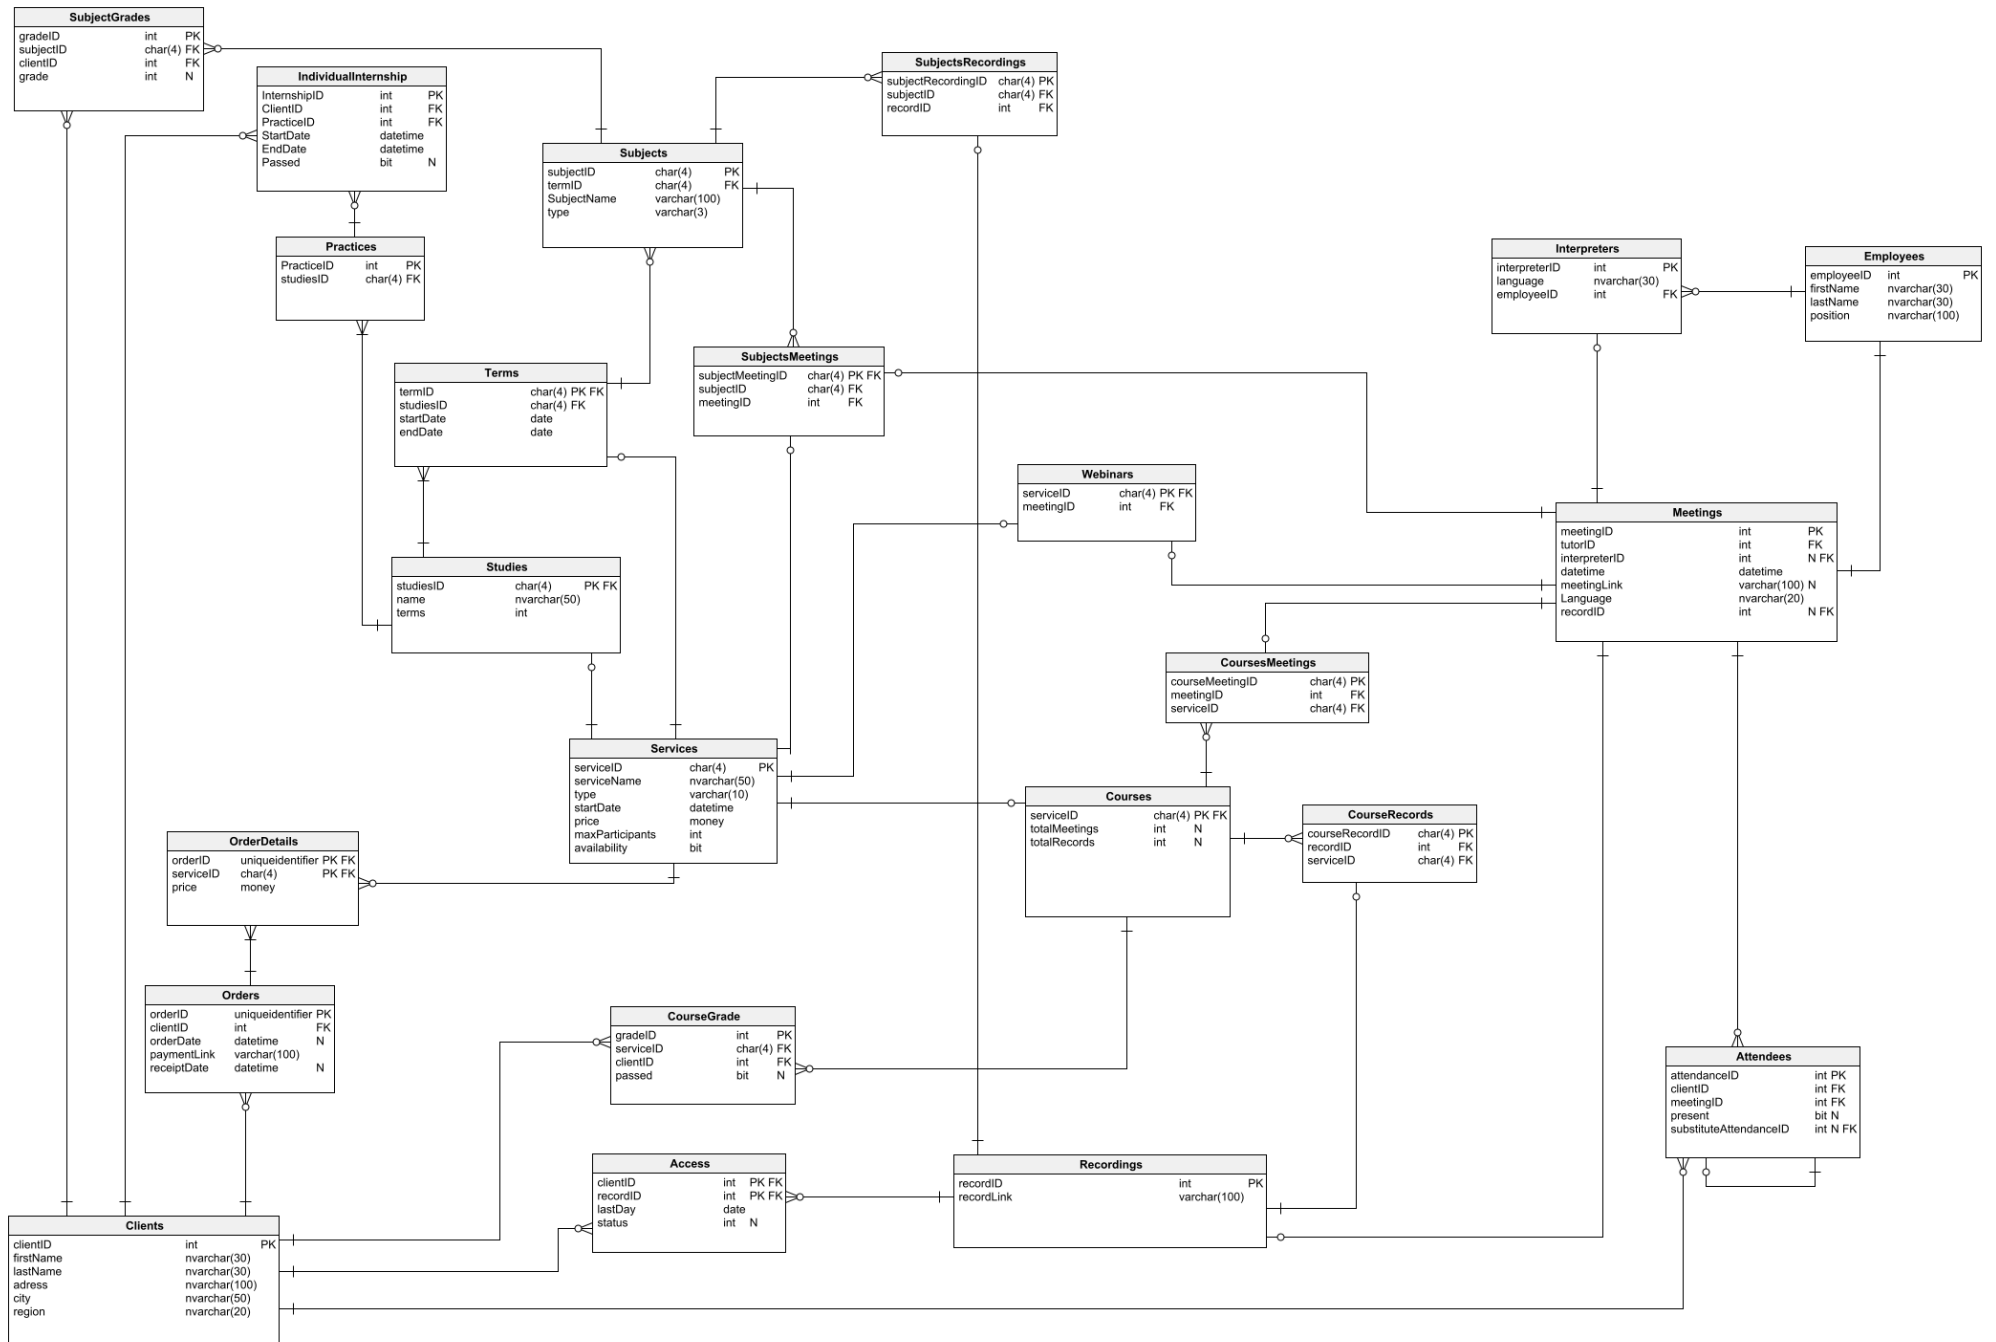 SubjectGrades
gradeID int PK
subjectID char(4) FK
clientID int FK
grade int N
IndividualInternship
InternshipID int PK
ClientID int FK
PracticeID int FK
StartDate datetime
EndDate datetime
Passed bit N
SubjectsRecordings
subjectRecordingID char(4) PK
subjectID char(4) FK
recordID int FK
Subjects
subjectID char(4) PK
termID char(4) FK
SubjectName varchar(100)
type varchar(3)
Practices
PracticeID int PK
studiesID char(4) FK
Interpreters
interpreterID int PK
language nvarchar(30)
employeeID int FK
Employees
employeeID int PK
firstName nvarchar(30)
lastName nvarchar(30)
position nvarchar(100)
SubjectsMeetings
subjectMeetingID char(4) PK FK
subjectID char(4) FK
meetingID int FK
Terms
termID char(4) PK FK
studiesID char(4) FK
startDate date
endDate date
Webinars
serviceID char(4) PK FK
meetingID int FK
Meetings
meetingID int PK
tutorID int FK
interpreterID int N FK
datetime datetime
meetingLink varchar(100) N
Language nvarchar(20)
recordID int N FK
Studies
studiesID char(4) PK FK
name nvarchar(50)
terms int
CoursesMeetings
courseMeetingID char(4) PK
meetingID int FK
serviceID char(4) FK
Services
serviceID char(4) PK
serviceName nvarchar(50)
type varchar(10)
startDate datetime
price money
maxParticipants int
availability bit
Courses
serviceID char(4) PK FK
totalMeetings int N
totalRecords int N
CourseRecords
courseRecordID char(4) PK
recordID int FK
serviceID char(4) FK
OrderDetails
orderID uniqueidentifier PK FK
serviceID char(4) PK FK
price money
Orders
orderID uniqueidentifier PK
clientID int FK
orderDate datetime N
paymentLink varchar(100)
receiptDate datetime N
CourseGrade
gradeID int PK
serviceID char(4) FK
clientID int FK
passed bit N
Attendees
attendanceID int PK
clientID int FK
meetingID int FK
present bit N
substituteAttendanceID int N FK
Access
clientID int PK FK
recordID int PK FK
lastDay date
status int N
Recordings
recordID int PK
recordLink varchar(100)
Clients
clientID int PK
firstName nvarchar(30)
lastName nvarchar(30)
adress nvarchar(100)
city nvarchar(50)
region nvarchar(20)